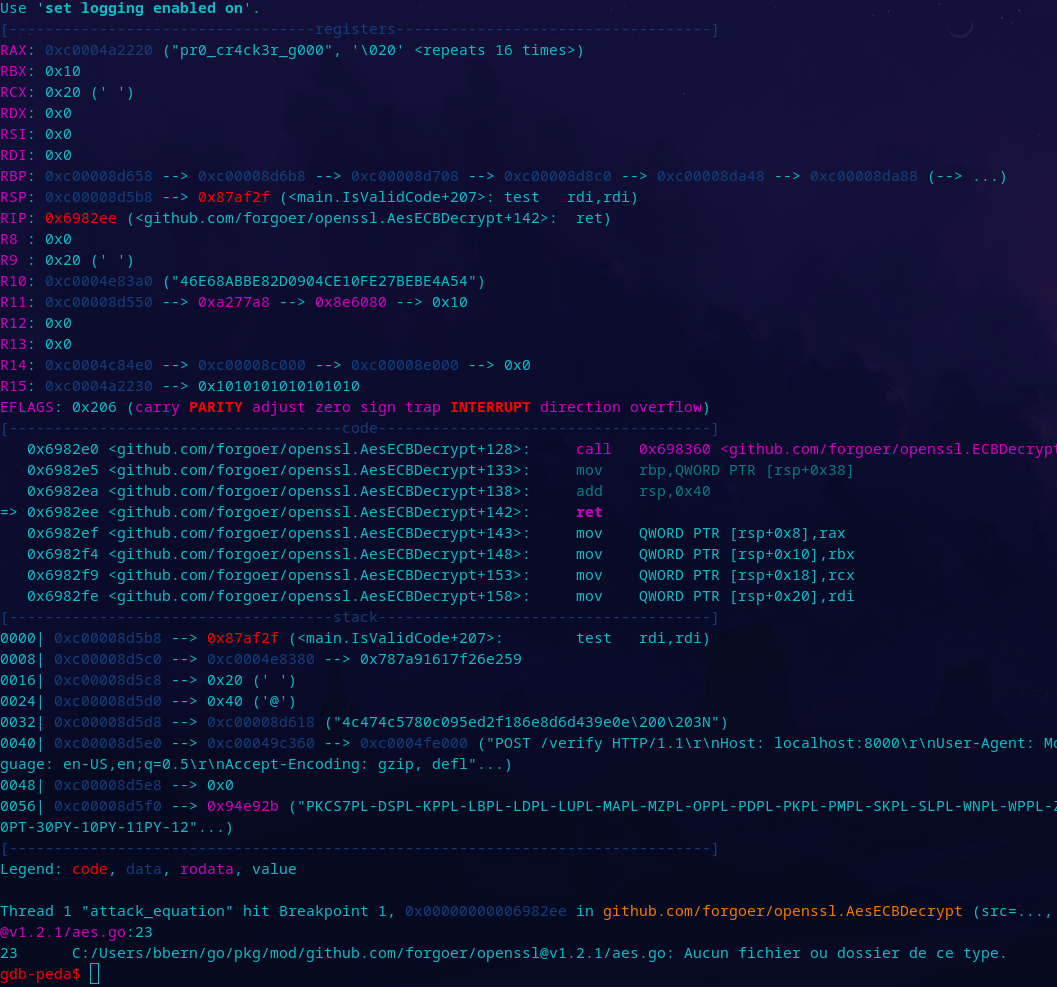 Use 'set logging enabled on'.
[----------------------------------registers-----------------------------------]
RAX: 0xc0004a2220 ("pr0_cr4ck3r_g000", '\020' <repeats 16 times>)
RBX: 0x10
RCX: 0x20 (' ')
RDX: 0x0
RSI: 0x0
RDI: 0x0
RBP: 0xc00008d658 --> 0xc00008d6b8 --> 0xc00008d708 --> 0xc00008d8c0 --> 0xc00008da48 --> 0xc00008da88 (--> ...)
RSP: 0xc00008d5b8 --> 0x87af2f (<main.IsValidCode+207>: test   rdi,rdi)
RIP: 0x6982ee (<github.com/forgoer/openssl.AesECBDecrypt+142>:  ret)
R8 : 0x0
R9 : 0x20 (' ')
R10: 0xc0004e83a0 ("46E68ABBE82D0904CE10FE27BEBE4A54")
R11: 0xc00008d550 --> 0xa277a8 --> 0x8e6080 --> 0x10
R12: 0x0
R13: 0x0
R14: 0xc0004c84e0 --> 0xc00008c000 --> 0xc00008e000 --> 0x0
R15: 0xc0004a2230 --> 0x1010101010101010
EFLAGS: 0x206 (carry PARITY adjust zero sign trap INTERRUPT direction overflow)
[-------------------------------------code-------------------------------------]
   0x6982e0 <github.com/forgoer/openssl.AesECBDecrypt+128>:     call   0x698360 <github.com/forgoer/openssl.ECBDecrypt
   0x6982e5 <github.com/forgoer/openssl.AesECBDecrypt+133>:     mov    rbp,QWORD PTR [rsp+0x38]
   0x6982ea <github.com/forgoer/openssl.AesECBDecrypt+138>:     add    rsp,0x40
=> 0x6982ee <github.com/forgoer/openssl.AesECBDecrypt+142>:     ret
   0x6982ef <github.com/forgoer/openssl.AesECBDecrypt+143>:     mov    QWORD PTR [rsp+0x8],rax
   0x6982f4 <github.com/forgoer/openssl.AesECBDecrypt+148>:     mov    QWORD PTR [rsp+0x10],rbx
   0x6982f9 <github.com/forgoer/openssl.AesECBDecrypt+153>:     mov    QWORD PTR [rsp+0x18],rcx
   0x6982fe <github.com/forgoer/openssl.AesECBDecrypt+158>:     mov    QWORD PTR [rsp+0x20],rdi
[------------------------------------stack-------------------------------------]
0000| 0xc00008d5b8 --> 0x87af2f (<main.IsValidCode+207>:        test   rdi,rdi)
0008| 0xc00008d5c0 --> 0xc0004e8380 --> 0x787a91617f26e259
0016| 0xc00008d5c8 --> 0x20 (' ')
0024| 0xc00008d5d0 --> 0x40 ('@')
0032| 0xc00008d5d8 --> 0xc00008d618 ("4c474c5780c095ed2f186e8d6d439e0e\200\203N")
0040| 0xc00008d5e0 --> 0xc00049c360 --> 0xc0004fe000 ("POST /verify HTTP/1.1\r\nHost: localhost:8000\r\nUser-Agent: Mo
guage: en-US,en;q=0.5\r\nAccept-Encoding: gzip, defl"...)
0048| 0xc00008d5e8 --> 0x0
0056| 0xc00008d5f0 --> 0x94e92b ("PKCS7PL-DSPL-KPPL-LBPL-LDPL-LUPL-MAPL-MZPL-OPPL-PDPL-PKPL-PMPL-SKPL-SLPL-WNPL-WPPL-Z
0PT-30PY-10PY-11PY-12"...)
[------------------------------------------------------------------------------]
Legend: code, data, rodata, value
Thread 1 "attack_equation" hit Breakpoint 1, 0x00000000006982ee in github.com/forgoer/openssl.AesECBDecrypt (src=...,
@v1.2.1/aes.go:23
23      C:/Users/bbern/go/pkg/mod/github.com/forgoer/openssl@v1.2.1/aes.go: Aucun fichier ou dossier de ce type.
gdb-peda$